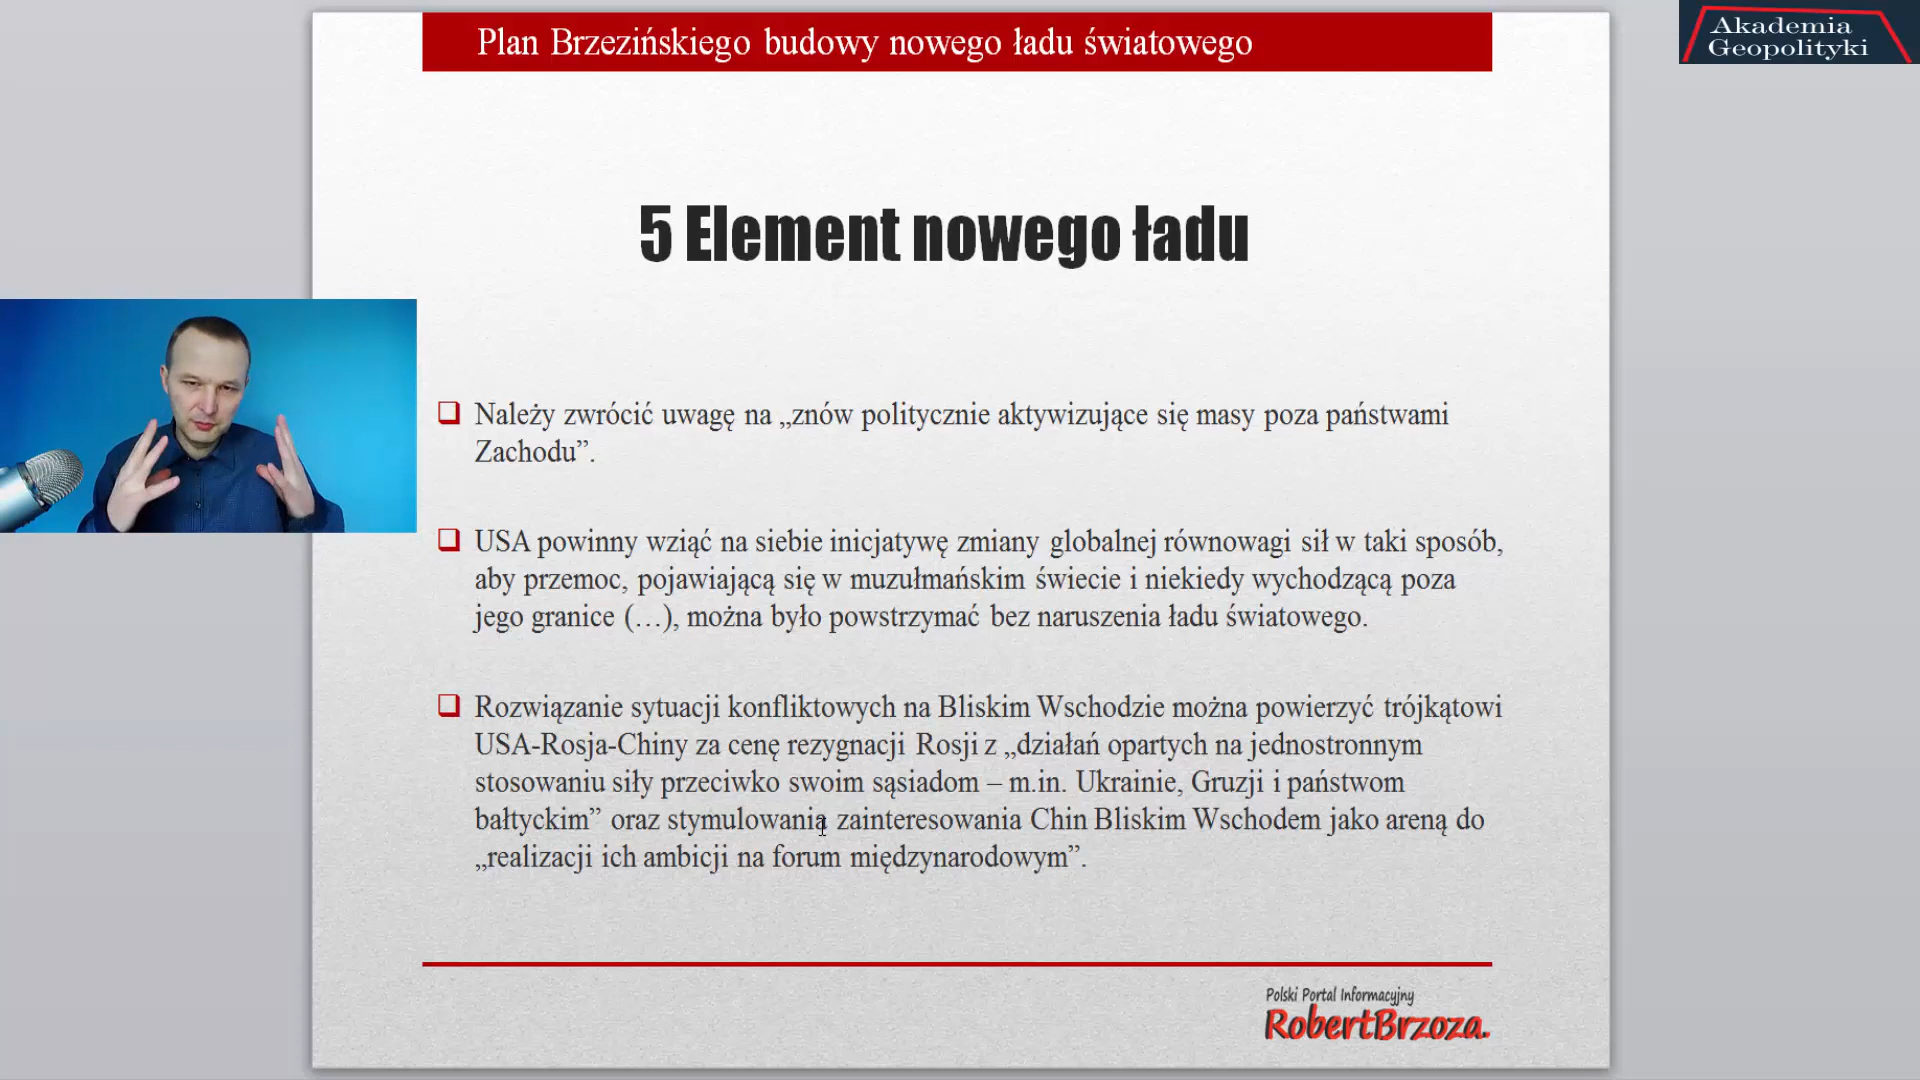 Plan Brzezińskiego budowy nowego ładu światowego
Akademia
Geopolityki
5 Element nowego ładu
Należy zwrócić uwagę na „znów politycznie aktywizujące się masy poza państwami
Zachodu”.
USA powinny wziąć na siebie inicjatywę zmiany globalnej równowagi sił w taki sposób,
aby przemoc, pojawiającą się w muzułmańskim świecie i niekiedy wychodzącą poza
jego granice (…), można było powstrzymać bez naruszenia ładu światowego.
Rozwiązanie sytuacji konfliktowych na Bliskim Wschodzie można powierzyć trójkątowi
USA-Rosja-Chiny za cenę rezygnacji Rosji z „działań opartych na jednostronnym
stosowaniu siły przeciwko swoim sąsiadom – m.in. Ukrainie, Gruzji i państwom
bałtyckim” oraz stymulowania zainteresowania Chin Bliskim Wschodem jako areną do
„realizacji ich ambicji na forum międzynarodowym”.
Polski Portal Informacyjny
RobertBrzoza.